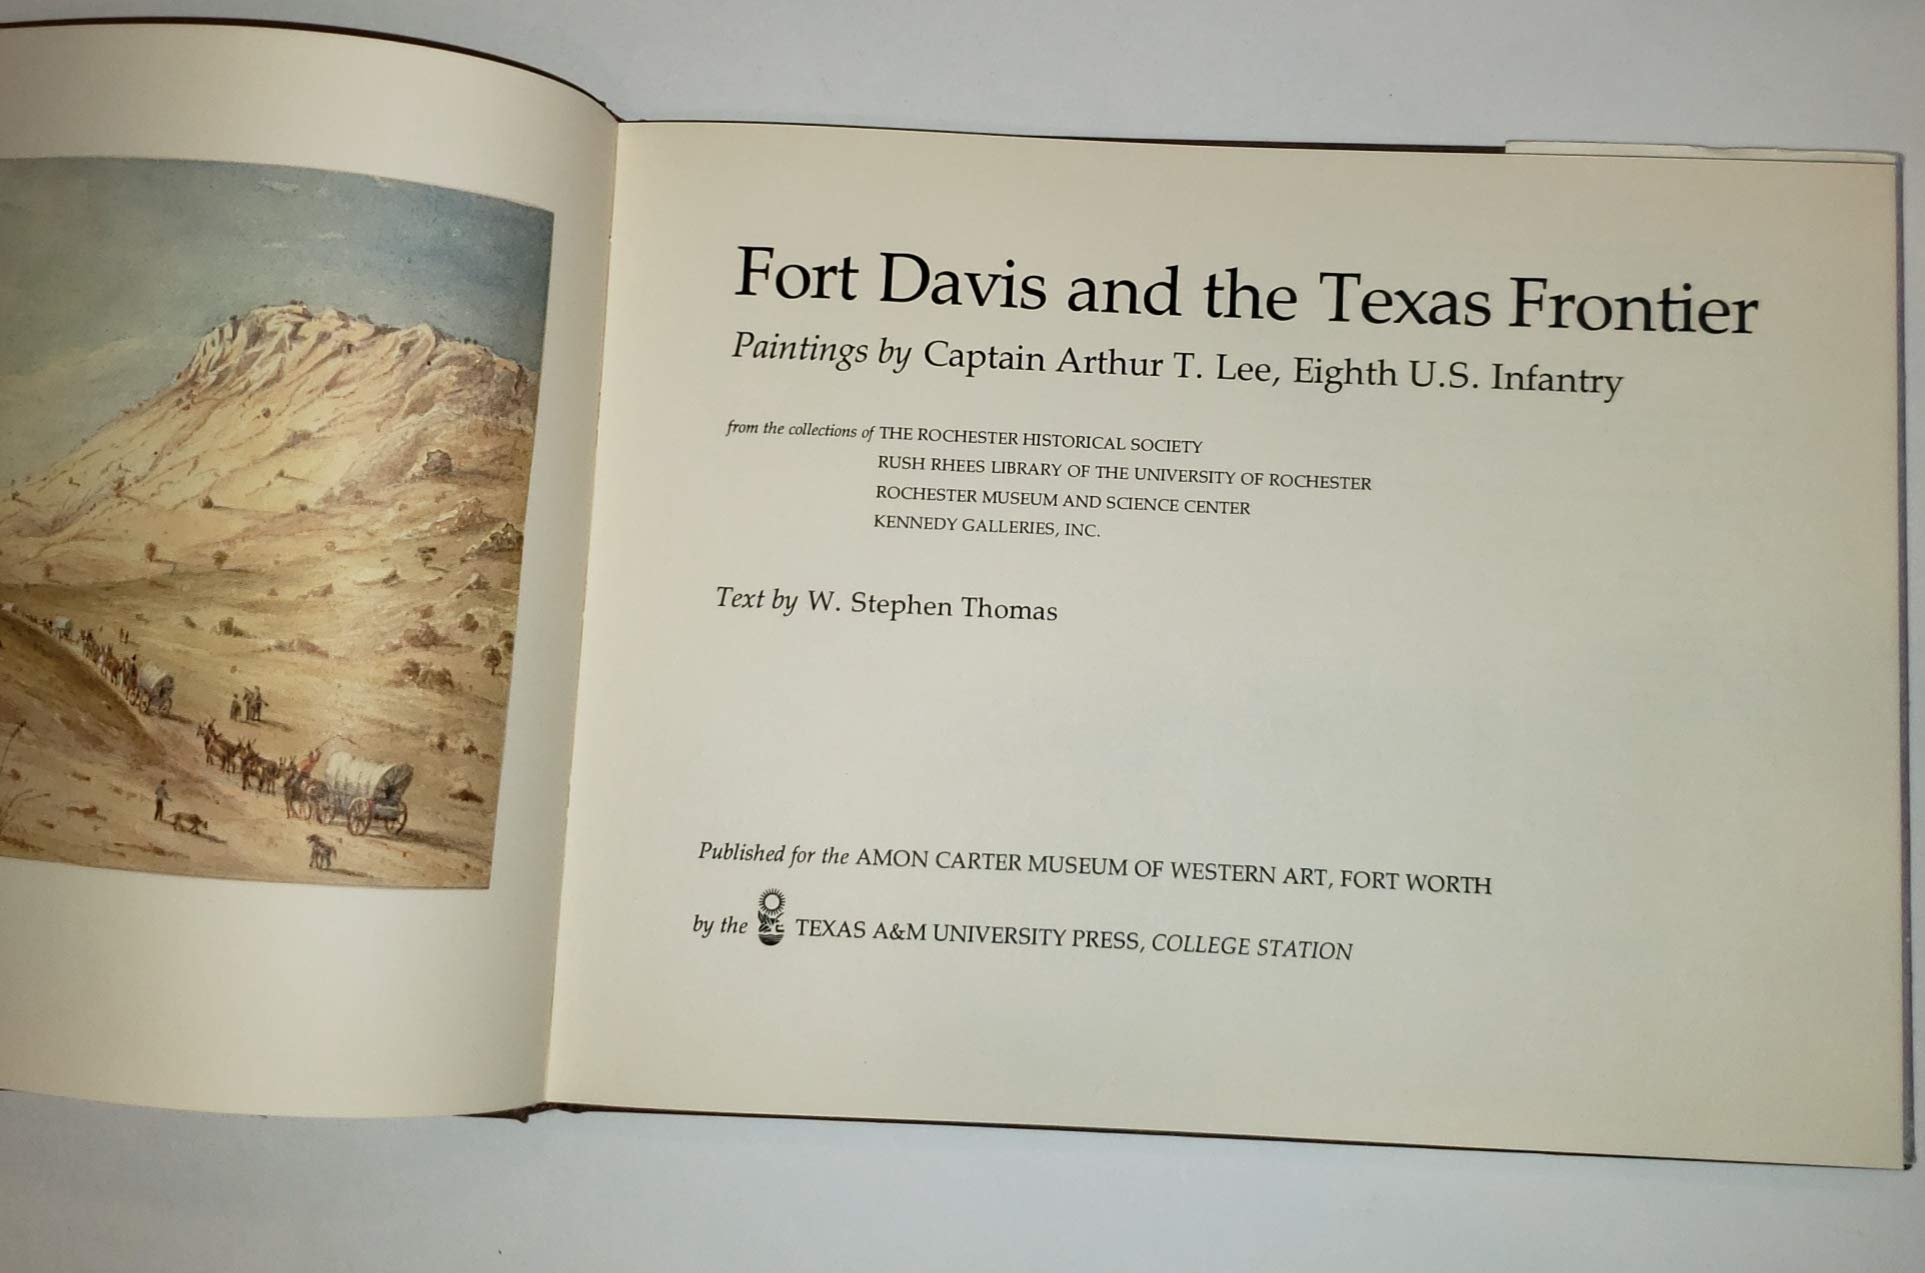 Fort Davis and the Texas Frontier
Paintings by Captain Arthur T. Lee, Eighth U.S. Infantry
from the collections of THE ROCHESTER HISTORICAL SOCIETY
RUSH RHEES LIBRARY OF THE UNIVERSITY OF ROCHESTER
ROCHESTER MUSEUM AND SCIENCE CENTER
KENNEDY GALLERIES, INC.
Text by W. Stephen Thomas
Published for the AMON CARTER MUSEUM OF WESTERN ART, FORT WORTH
by the TEXAS A&M UNIVERSITY PRESS, COLLEGE STATION